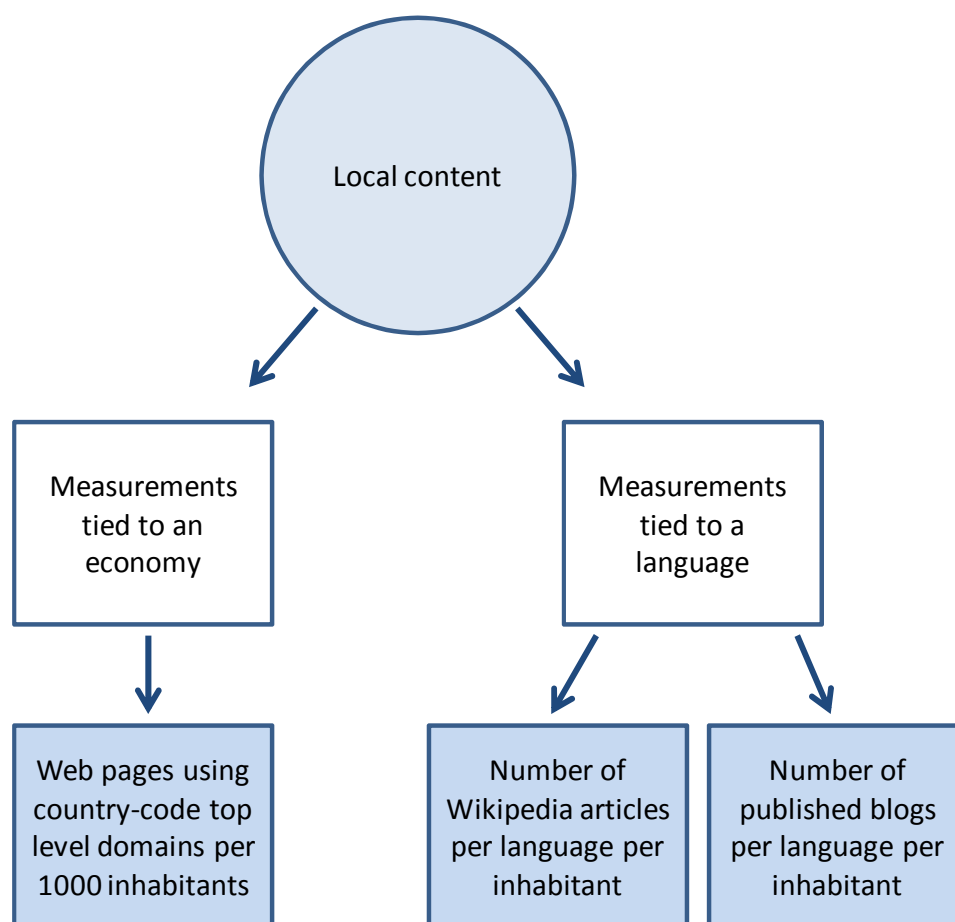 Local content
Measurements
tied to an
economy
Measurements
tied to a
language
Web pages using
country-code top
level domains per
1000 inhabitants
Number of
Wikipedia articles
per language per
inhabitant
Number of
published blogs
per language per
inhabitant